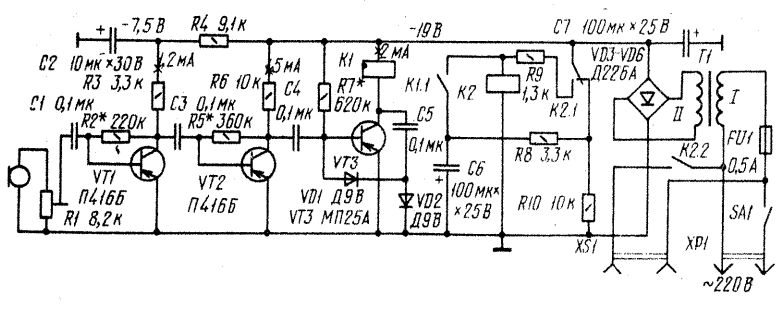 -7,5В R4 9,1к -19В C7 100мк×25В
C2
10мк×30В
1,2мА
R3 3,3к
5мА
R6 10к
C4
0,1мк
K1
2мА
R7*
620к
K1.1
K2
R9
1,3к
K2.1
VD3-VD6
Д226Б
T1
I
II
C1 0,1мк
R2* 220к
C3 0,1мк
R5* 360к
C5
0,1мк
R8 3,3к
FU1
0,5А
K2.2
VT1
П416Б
VT2
П416Б
VT3
VD1 Д9В
VT3 МП25А
VD2
Д9В
C6
100мк×
×25В
R10 10к
R1 8,2к
XS1
XP1
SA1
~220В